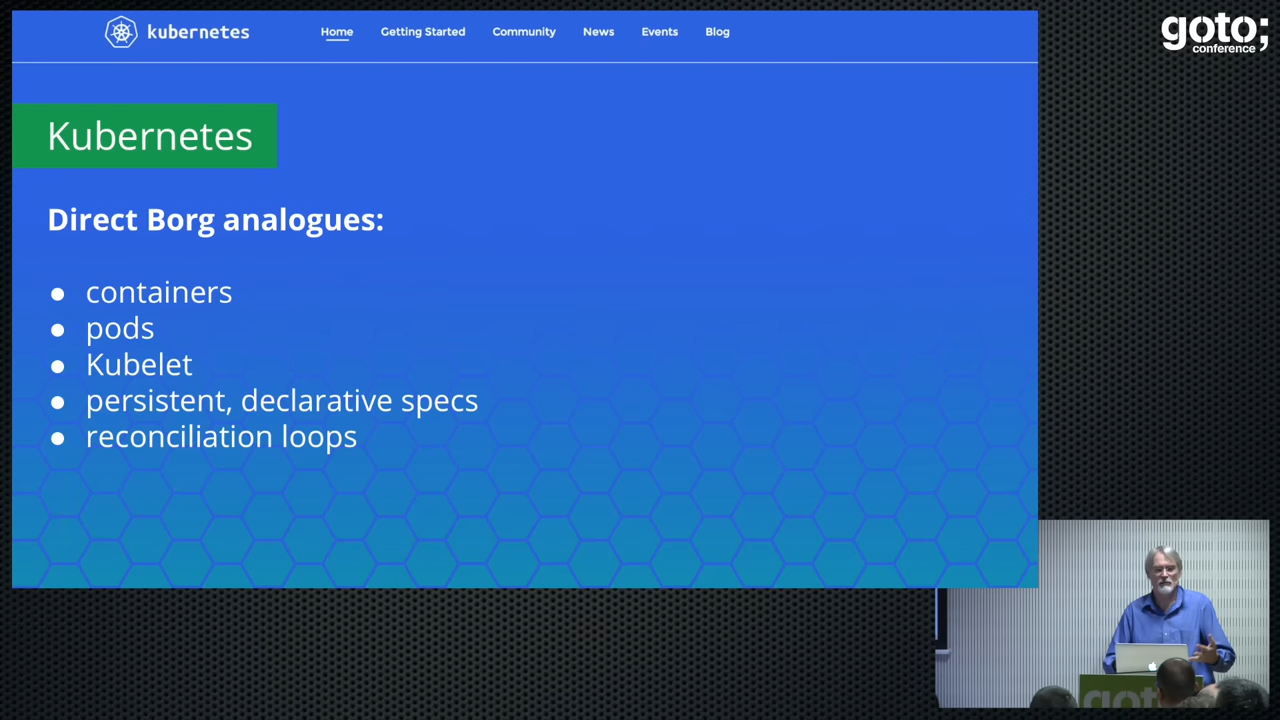 kubernetes
Home Getting Started Community News Events Blog
goto;
conference
Kubernetes
Direct Borg analogues:
● containers
● pods
● Kubelet
● persistent, declarative specs
● reconciliation loops
goto